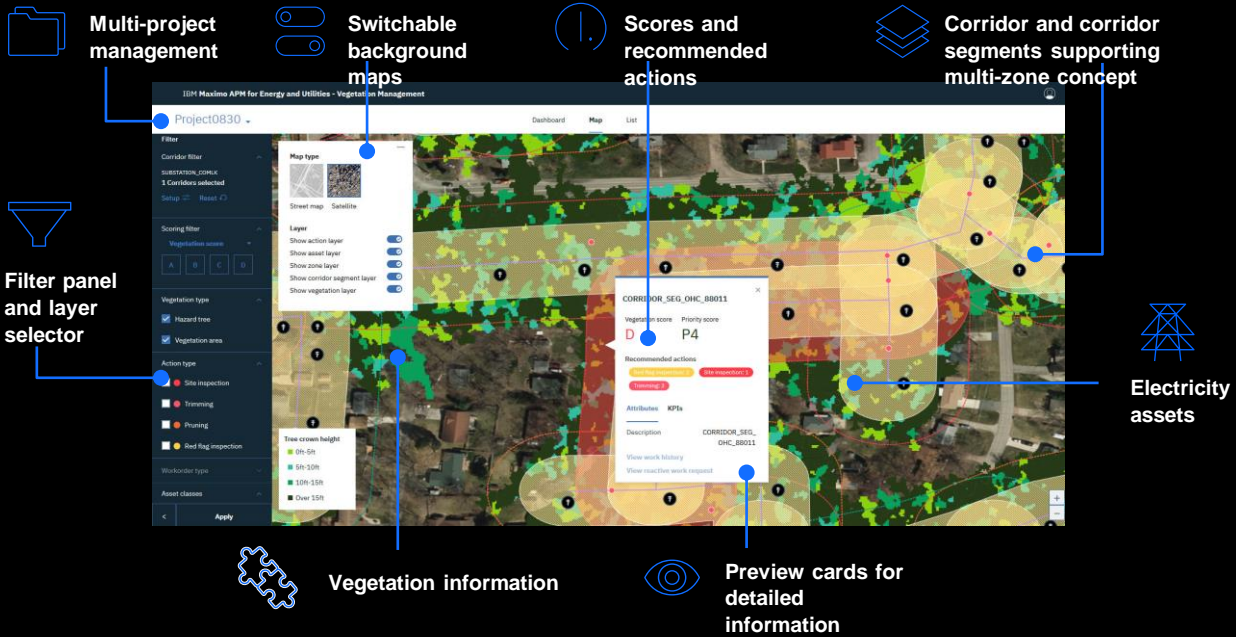 Multi-project
management
Switchable
background
maps
Scores and
recommended
actions
Corridor and corridor
segments supporting
multi-zone concept
IBM Maximo APM for Energy and Utilities - Vegetation Management
Project0830
Dashboard
Map
List
Filter
Corridor filter
SUBSTATION_COMLK
1 Corridors selected
Setup
Reset
Scoring filter
Vegetation score
A
B
C
D
Vegetation type
Hazard tree
Vegetation area
Action type
Site inspection
Trimming
Pruning
Red flag inspection
Workorder type
Asset classes
<
Apply
Map type
Street map
Satellite
Layer
Show action layer
Show asset layer
Show zone layer
Show corridor segment layer
Show vegetation layer
Tree crown height
0ft-5ft
5ft-10ft
10ft-15ft
Over 15ft
CORRIDOR_SEG_OHC_88011
×
Vegetation score
Priority score
D
P4
Recommended actions
Red flag inspection: 2
Site inspection: 1
Trimming: 3
Attributes
KPIs
Description
CORRIDOR_SEG_
OHC_88011
View work history
View reactive work request
+
−
Filter panel
and layer
selector
Electricity
assets
Vegetation information
Preview cards for
detailed
information